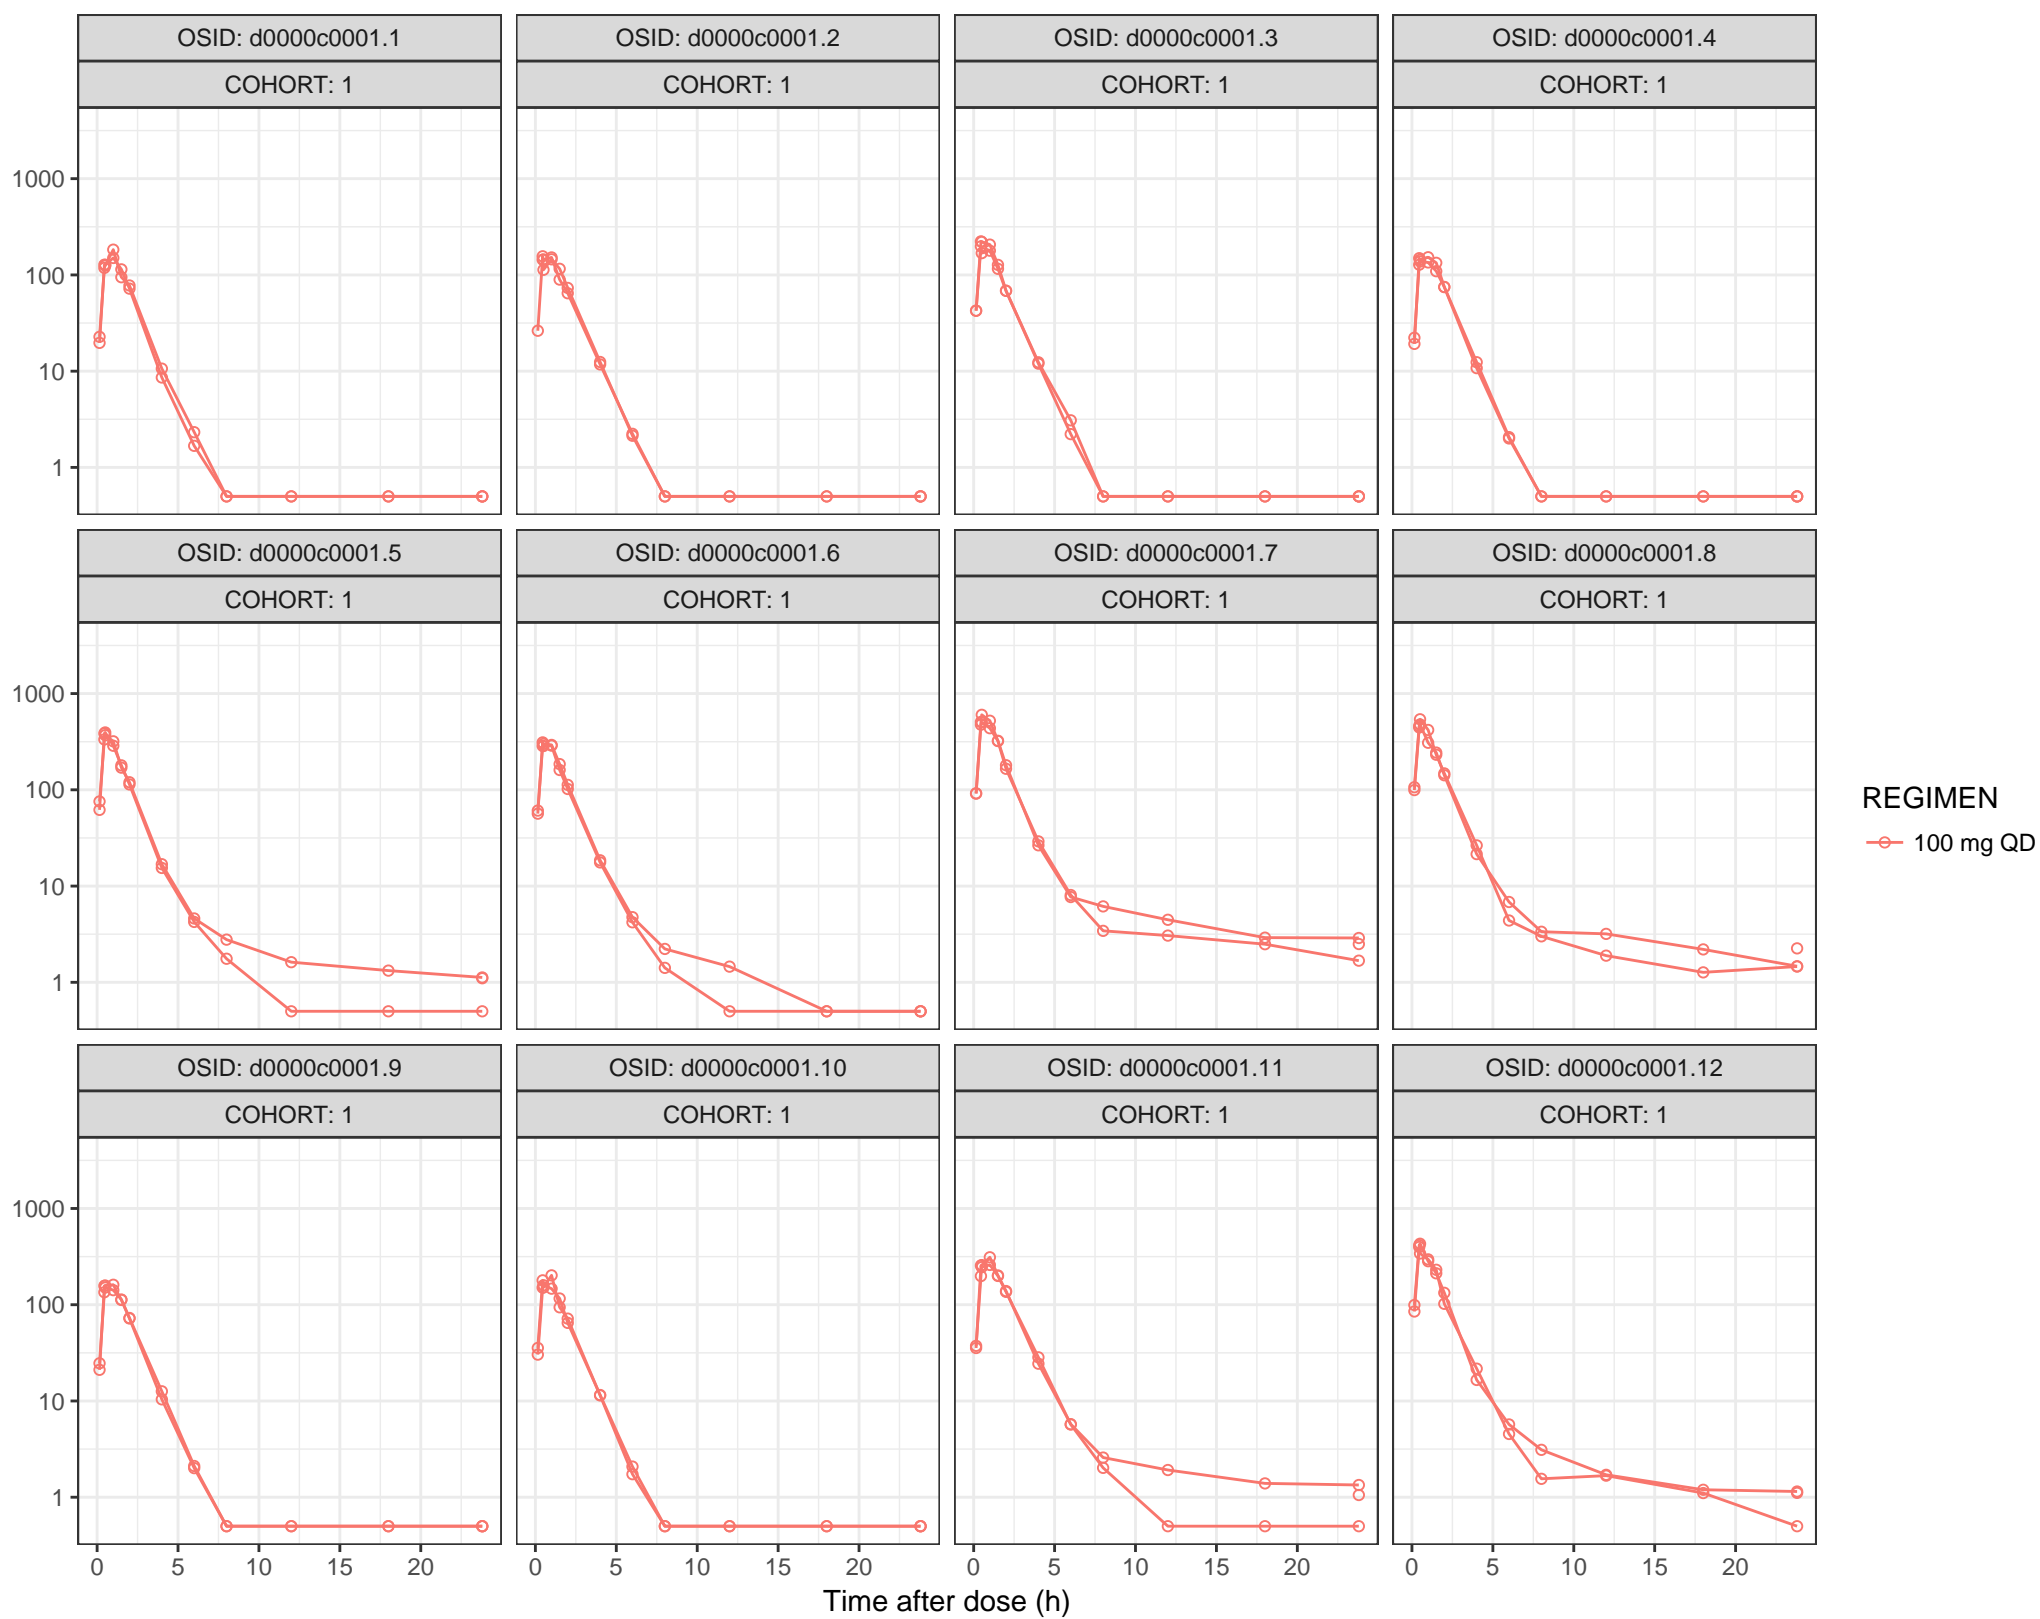 OSID: d0000c0001.1
COHORT: 1
OSID: d0000c0001.2
COHORT: 1
OSID: d0000c0001.3
COHORT: 1
OSID: d0000c0001.4
COHORT: 1
1000
100
10
1
OSID: d0000c0001.5
COHORT: 1
OSID: d0000c0001.6
COHORT: 1
OSID: d0000c0001.7
COHORT: 1
OSID: d0000c0001.8
COHORT: 1
1000
100
10
1
OSID: d0000c0001.9
COHORT: 1
OSID: d0000c0001.10
COHORT: 1
OSID: d0000c0001.11
COHORT: 1
OSID: d0000c0001.12
COHORT: 1
1000
100
10
1
0 5 10 15 20
0 5 10 15 20
0 5 10 15 20
0 5 10 15 20
Time after dose (h)
REGIMEN
100 mg QD